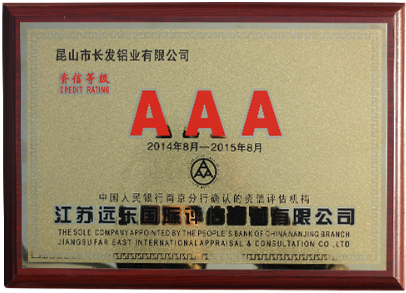 昆山市长发铝业有限公司
资信等级
CREDIT RATING
AAA
2014年8月—2015年8月
中国人民银行南京分行确认的资信评估机构
江苏远东国际评估咨询有限公司
THE SOLE COMPANY APPOINTED BY THE PEOPLE'S BANK OF CHINA NANJING BRANCH
JIANGSU FAR EAST INTERNATIONAL APPRAISAL & CONSULTATION CO.,LTD